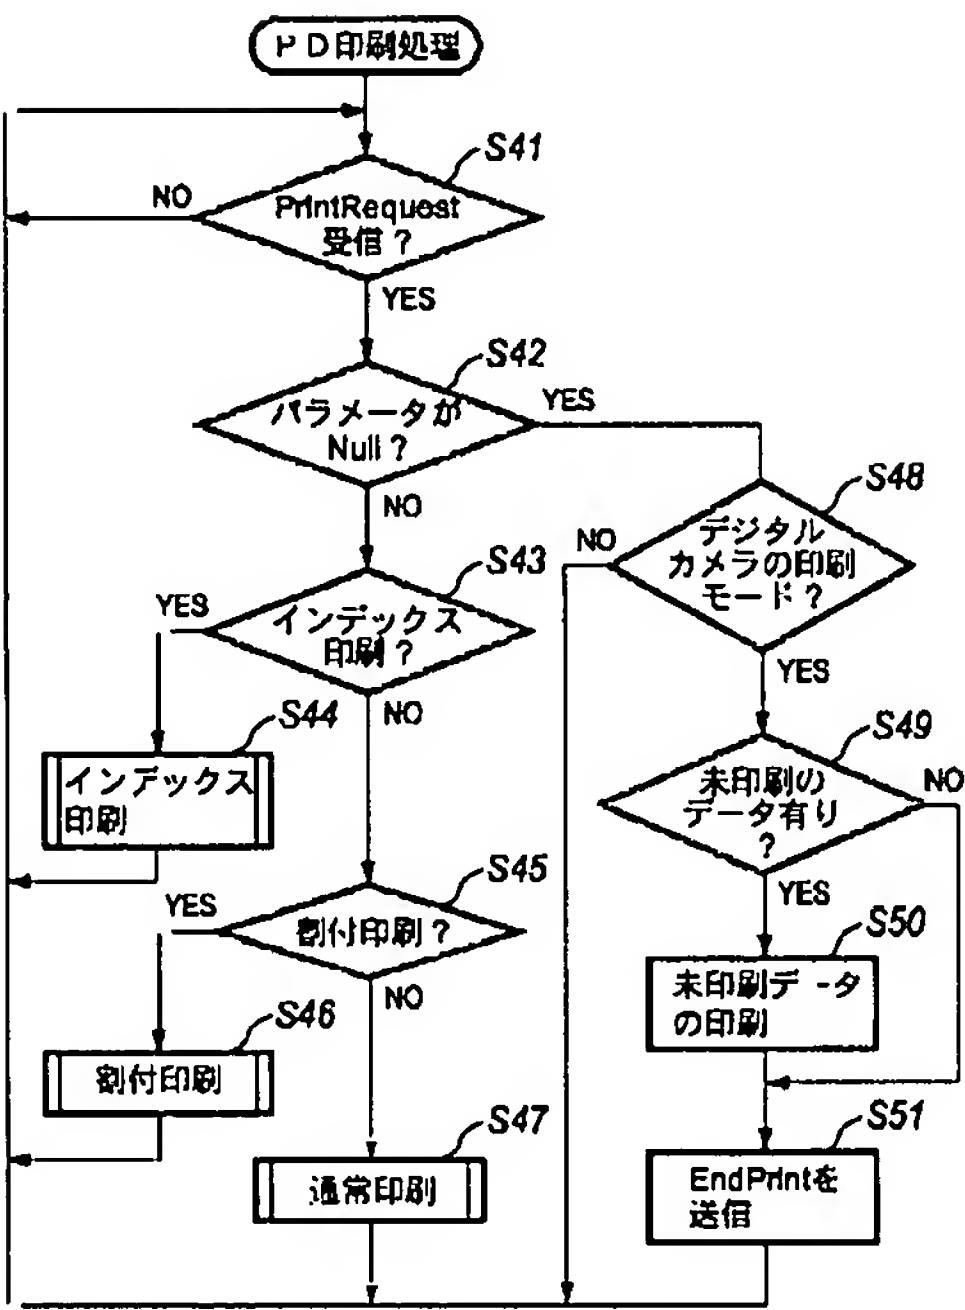 PD印刷処理
S41
NO
PrintRequest
受信?
YES
S42
パラメータが
Null?
YES
NO
S48
デジタル
カメラの印刷
モード?
NO
YES
S43
インデックス
印刷?
YES
NO
S44
インデックス
印刷
S49
未印刷の
データ有り
?
NO
YES
S45
割付印刷?
YES
NO
S50
未印刷データ
の印刷
S46
割付印刷
S47
通常印刷
S51
EndPrintを
送信